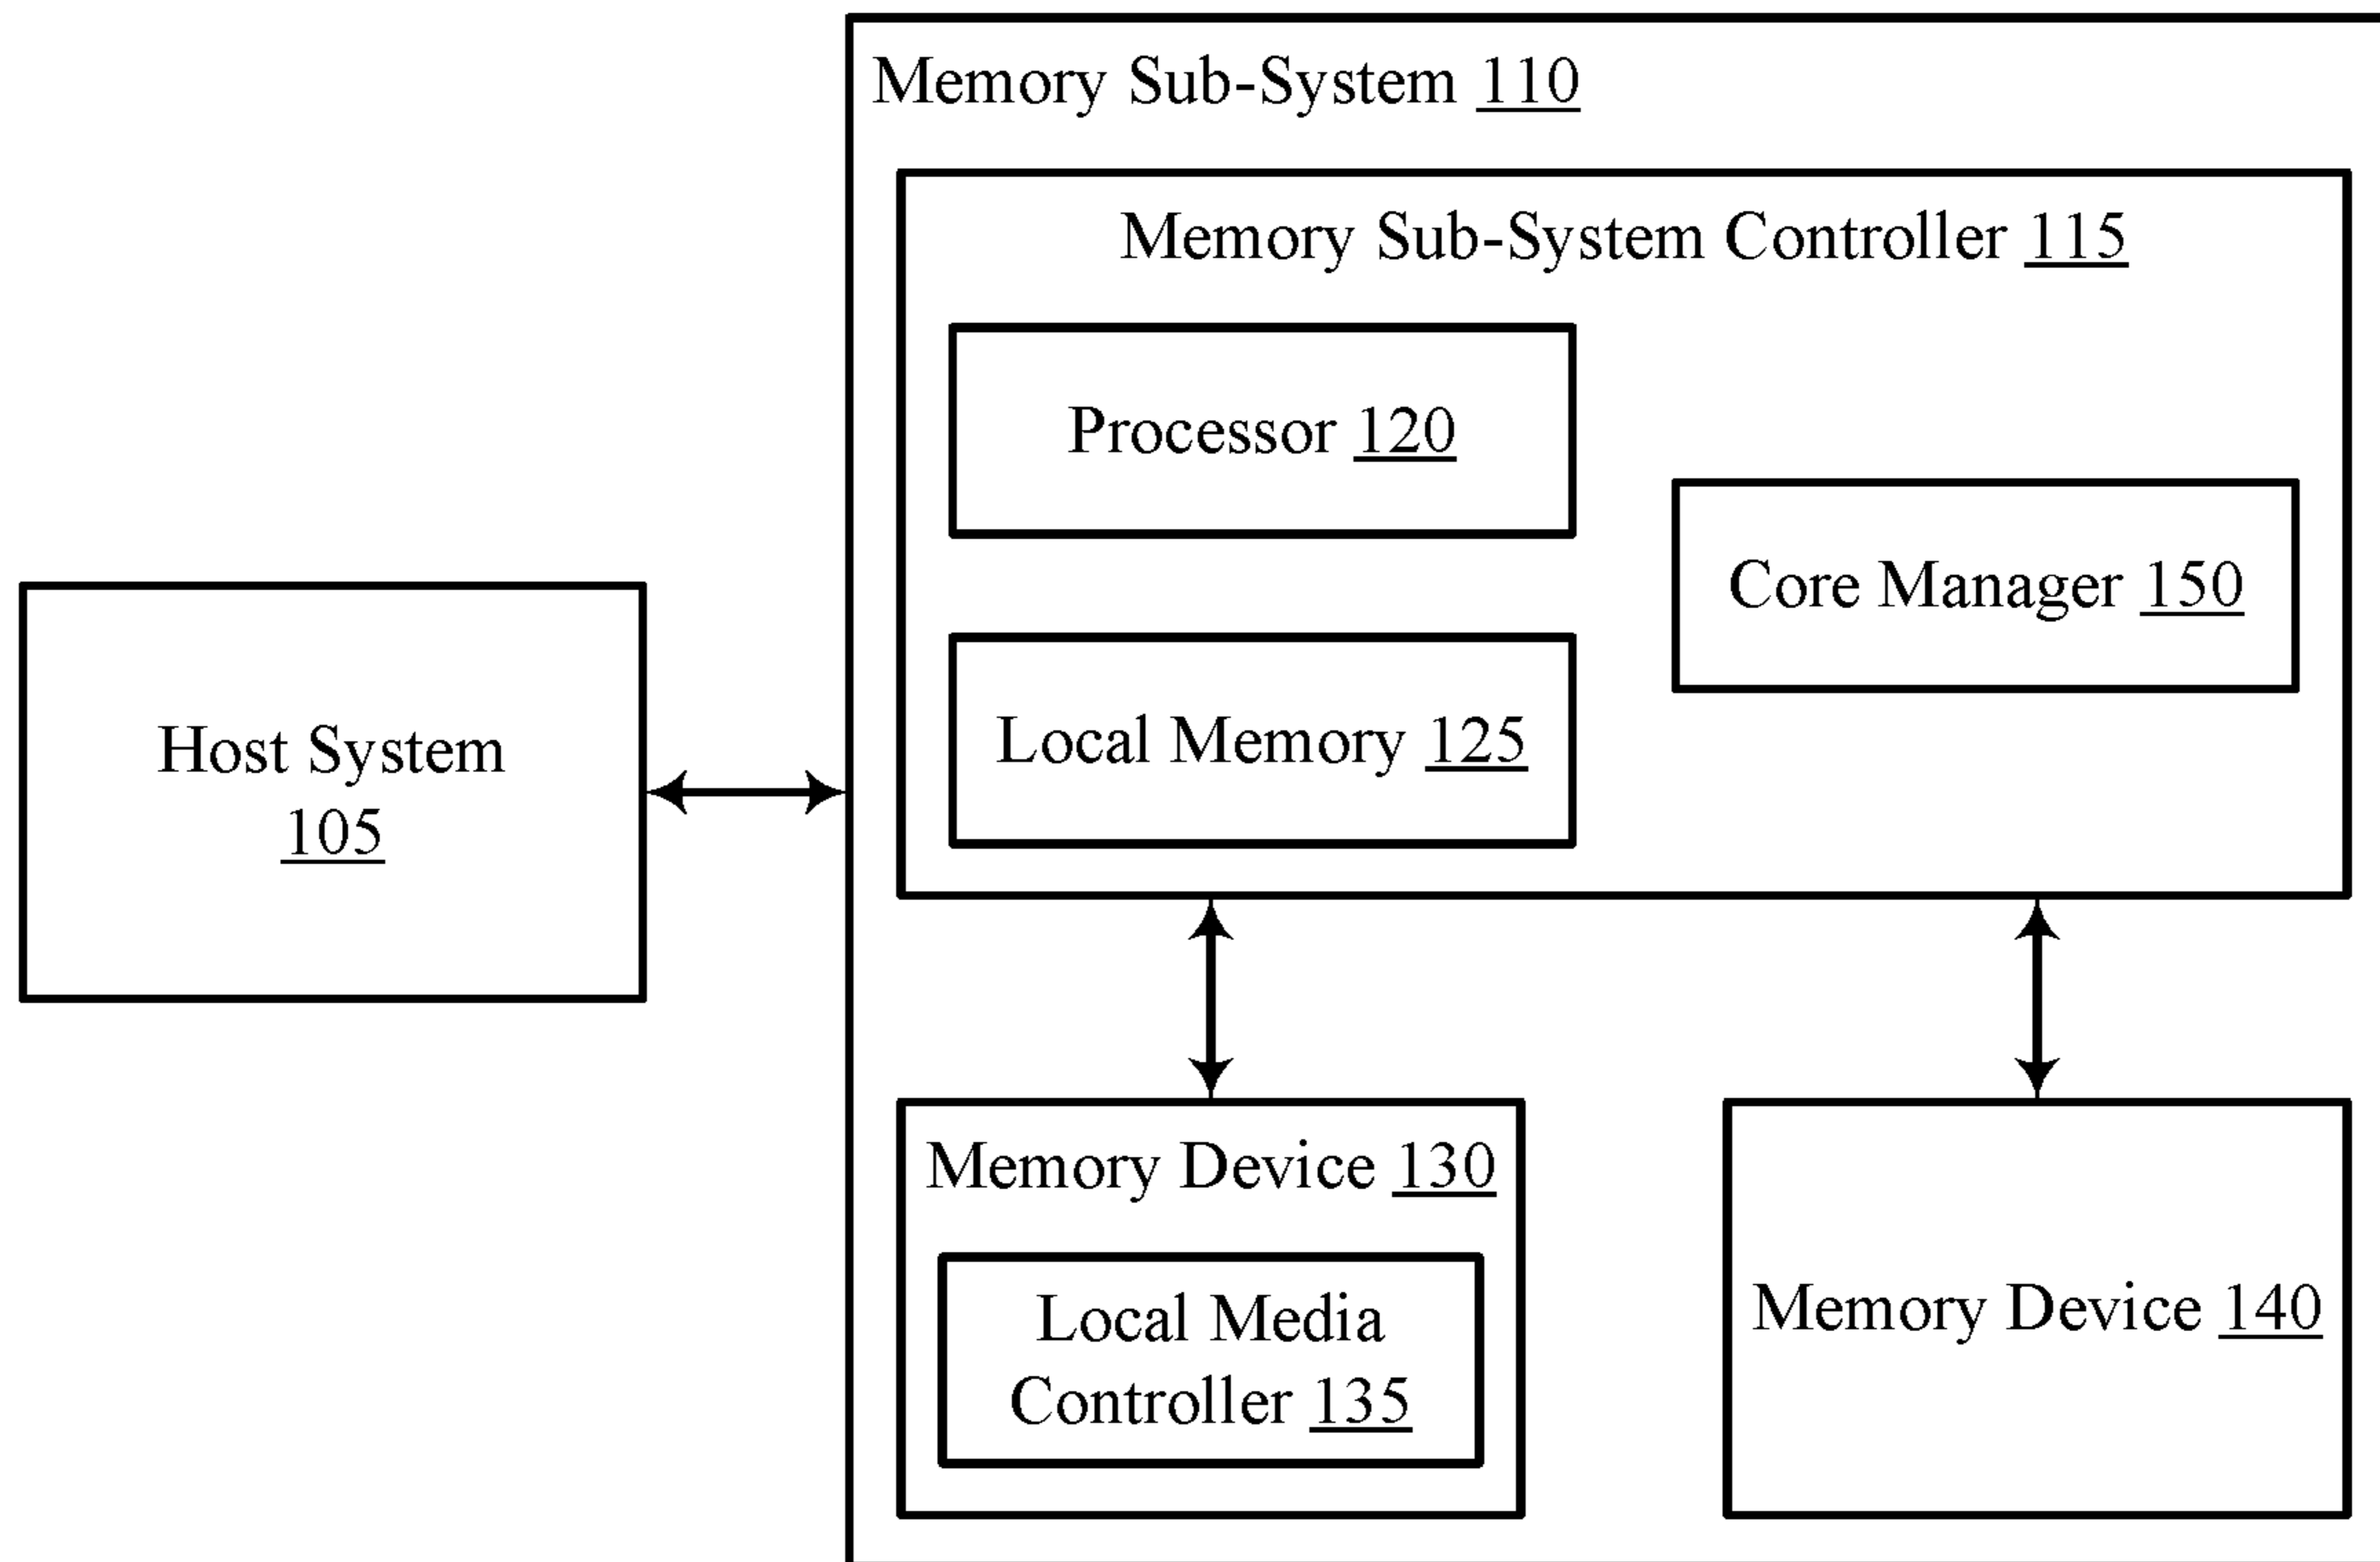 Memory Sub-System 110
Memory Sub-System Controller 115
Processor 120
Core Manager 150
Local Memory 125
Host System
105
Memory Device 130
Local Media
Controller 135
Memory Device 140